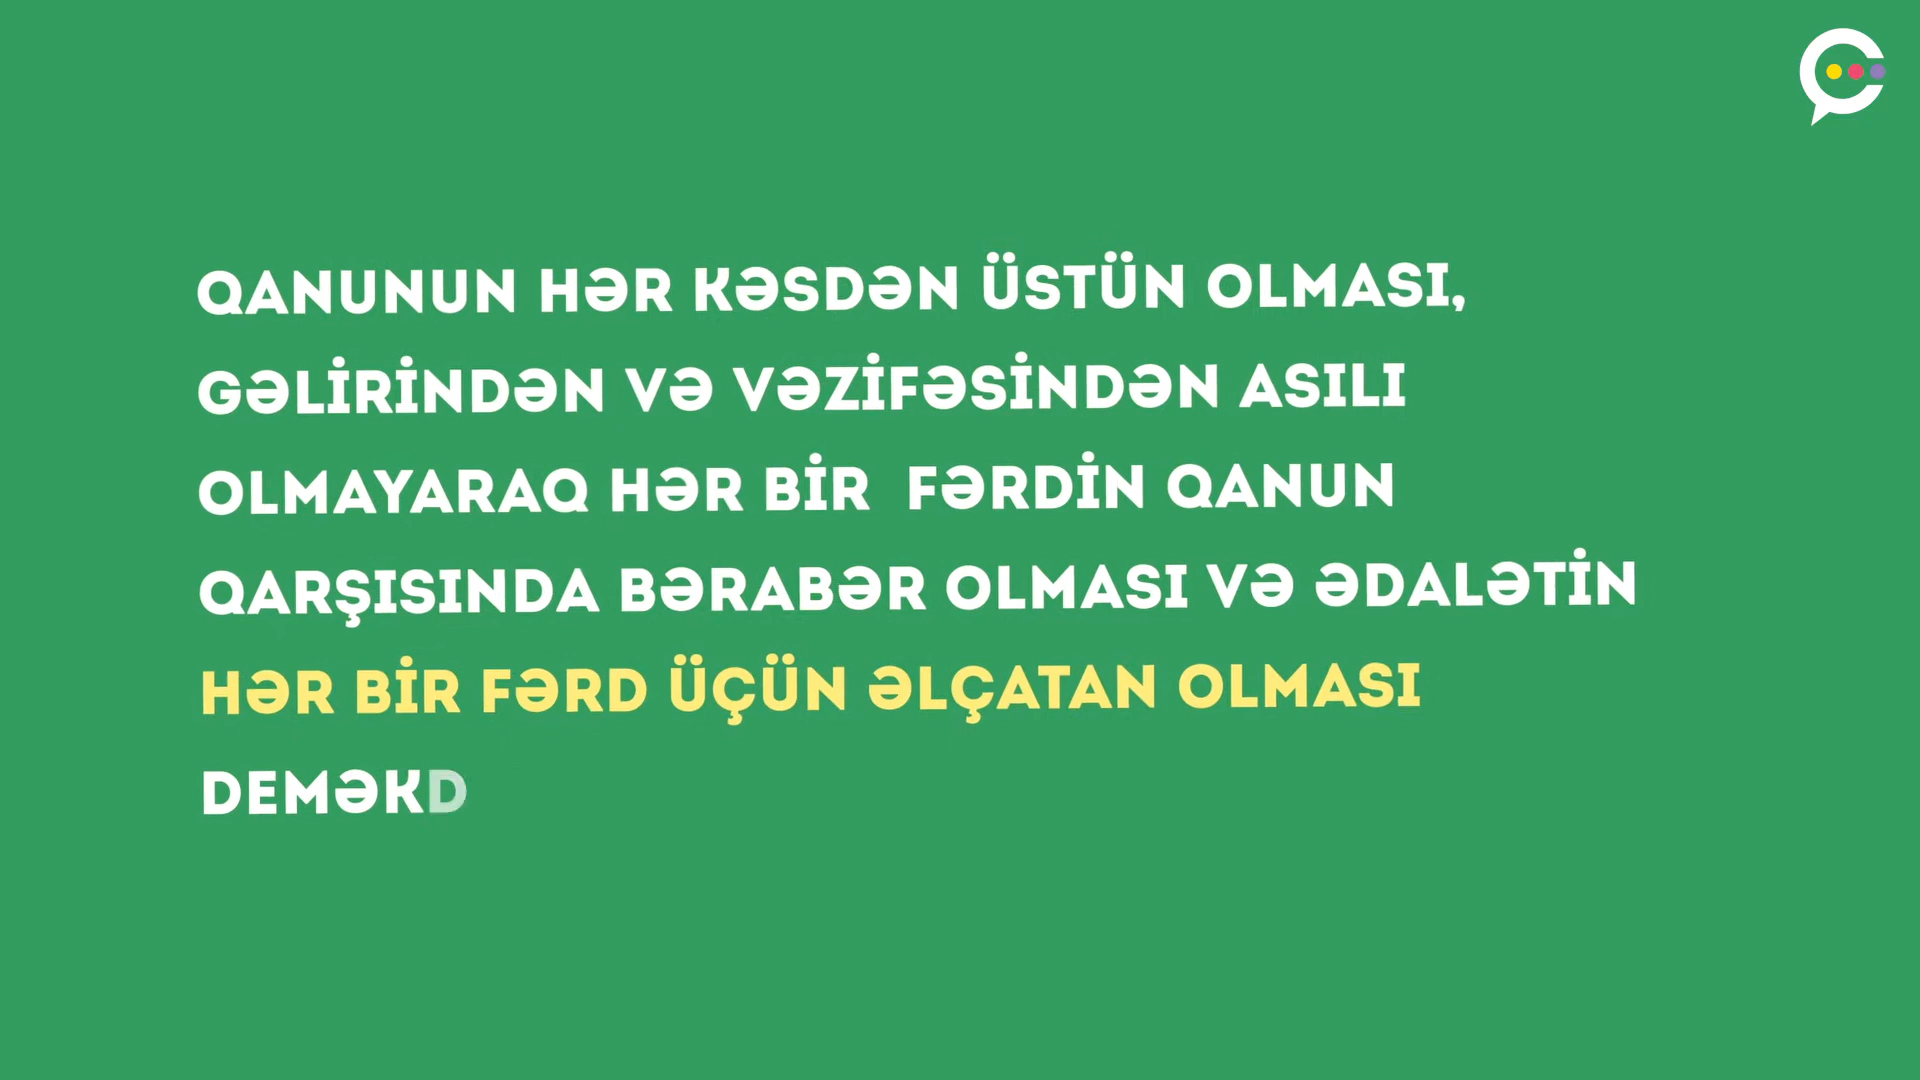 QANUNUN HƏR KƏSDƏN ÜSTÜN OLMASI,
GƏLİRİNDƏN VƏ VƏZİFƏSİNDƏN ASILI
OLMAYARAQ HƏR BİR FƏRDİN QANUN
QARŞISINDA BƏRABƏR OLMASI VƏ ƏDALƏTİN
HƏR BİR FƏRD ÜÇÜN ƏLÇATAN OLMASI
DEMƏKD